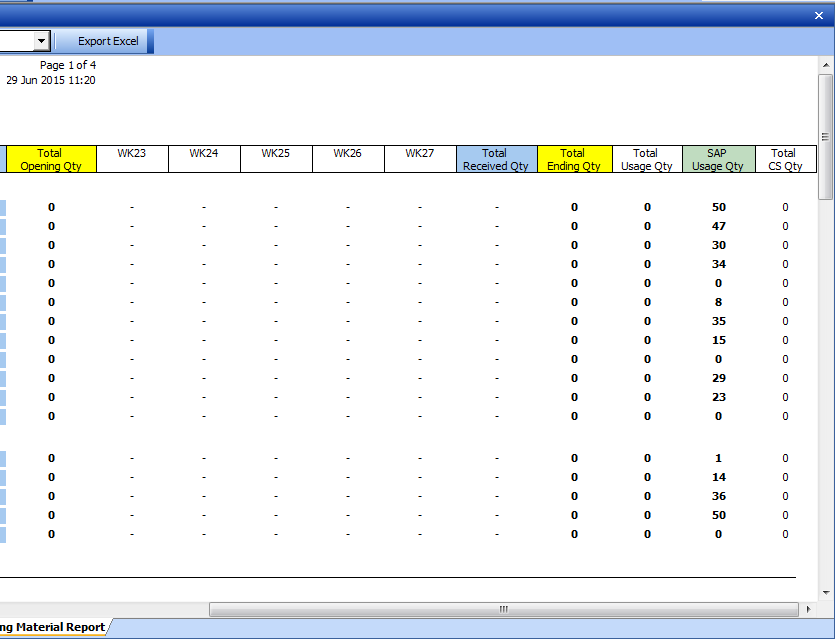 Export Excel
Page 1 of 4
29 Jun 2015 11:20
Total Opening Qty WK23 WK24 WK25 WK26 WK27 Total Received Qty Total Ending Qty Total Usage Qty SAP Usage Qty Total CS Qty
0 - - - - - - 0 0 50 0
0 - - - - - - 0 0 47 0
0 - - - - - - 0 0 30 0
0 - - - - - - 0 0 34 0
0 - - - - - - 0 0 0 0
0 - - - - - - 0 0 8 0
0 - - - - - - 0 0 35 0
0 - - - - - - 0 0 15 0
0 - - - - - - 0 0 0 0
0 - - - - - - 0 0 29 0
0 - - - - - - 0 0 23 0
0 - - - - - - 0 0 0 0
0 - - - - - - 0 0 1 0
0 - - - - - - 0 0 14 0
0 - - - - - - 0 0 36 0
0 - - - - - - 0 0 50 0
0 - - - - - - 0 0 0 0
ng Material Report